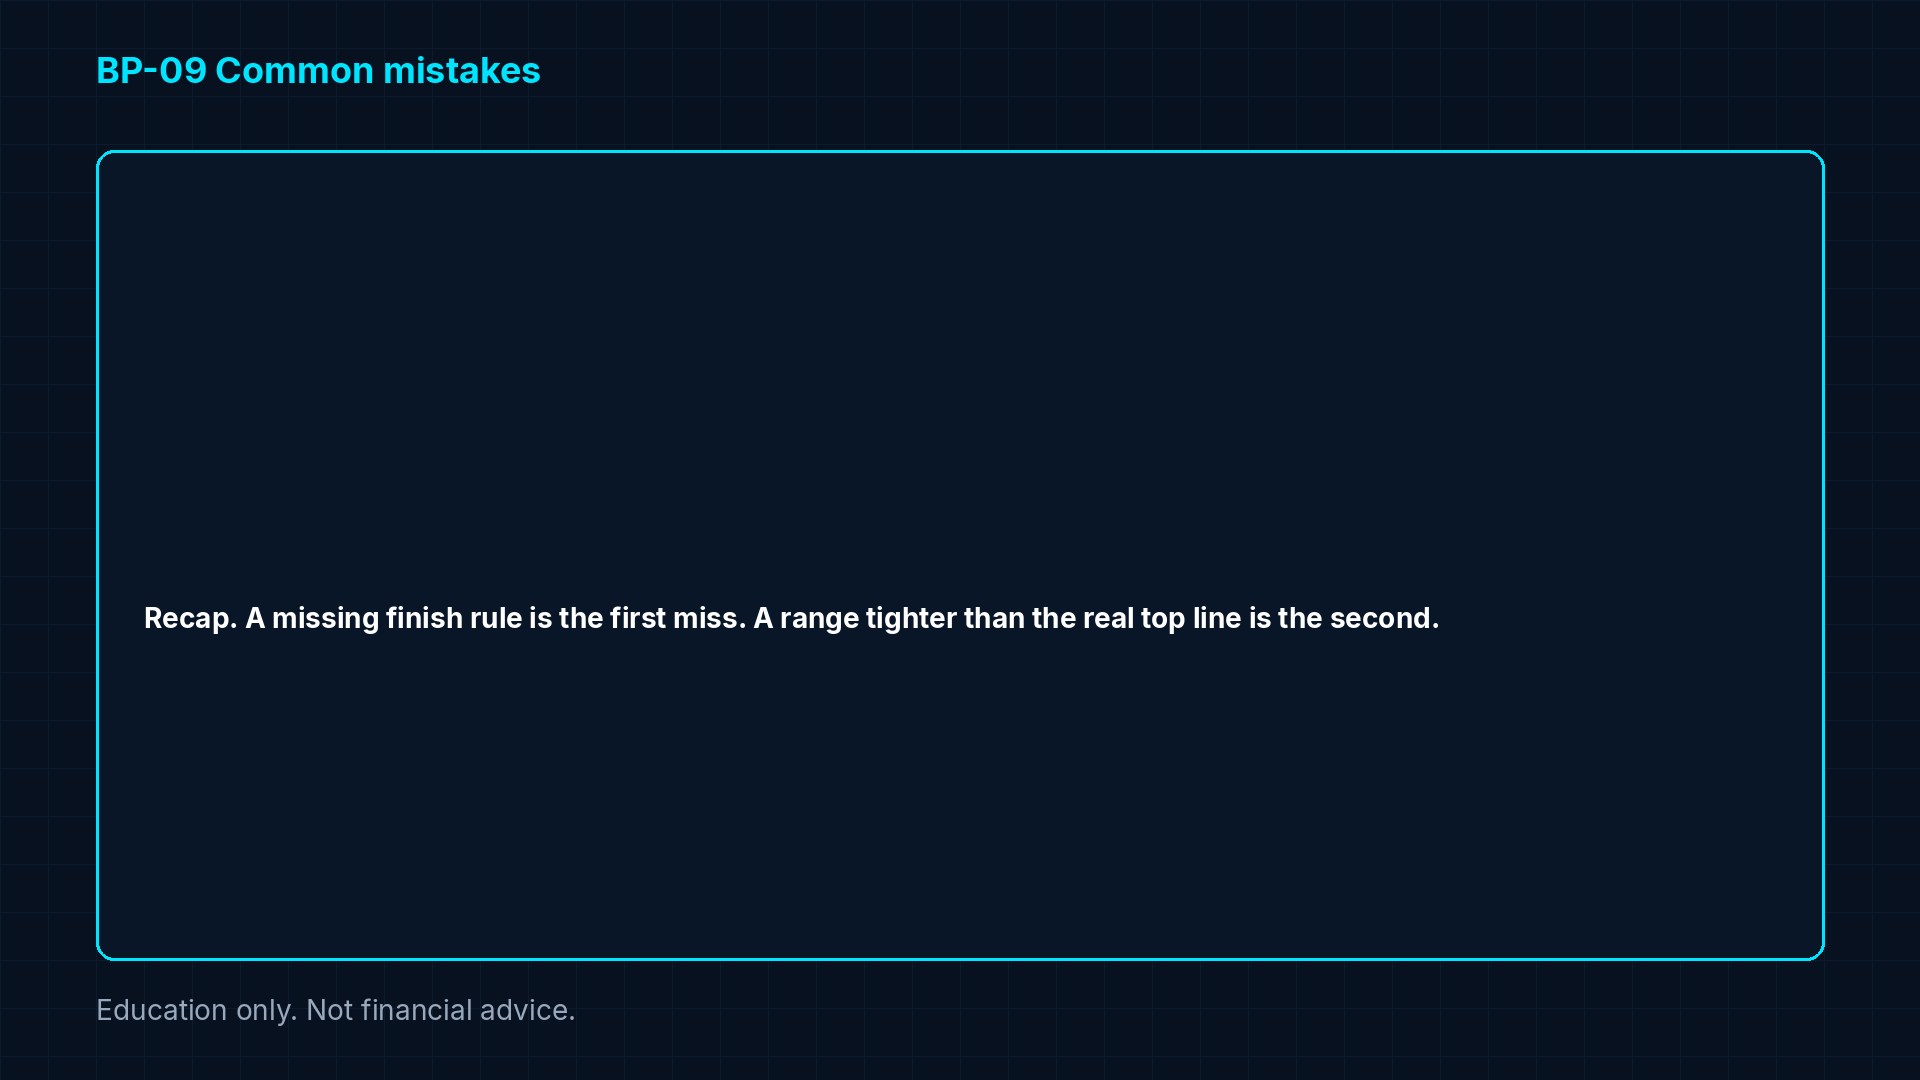 BP-09 Common mistakes
Recap. A missing finish rule is the first miss. A range tighter than the real top line is the second.
Education only. Not financial advice.